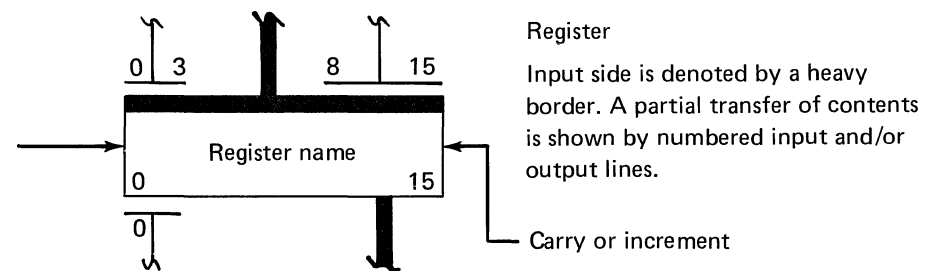 Register
0 3
8 15
Input side is denoted by a heavy
border. A partial transfer of contents
is shown by numbered input and/or
output lines.
Register name
0 15
0
Carry or increment